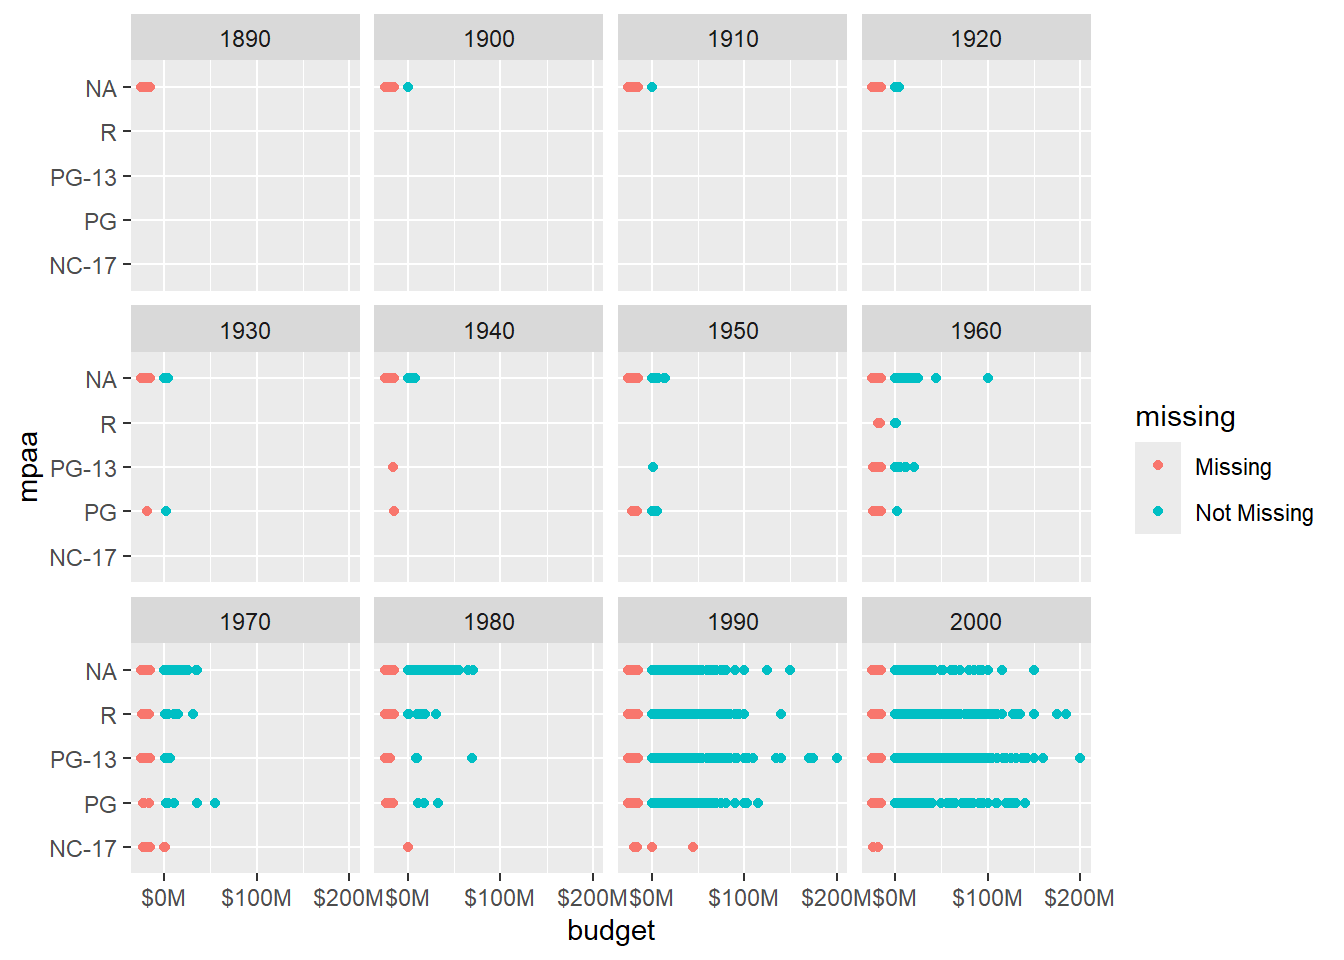 1890 1900 1910 1920
NA
R
PG-13
PG
NC-17
1930 1940 1950 1960
NA
R
PG-13
PG
NC-17
1970 1980 1990 2000
NA
R
PG-13
PG
NC-17
$0M $100M $200M $0M $100M $200M $0M $100M $200M $0M $100M $200M
budget
mpaa
missing
Missing
Not Missing